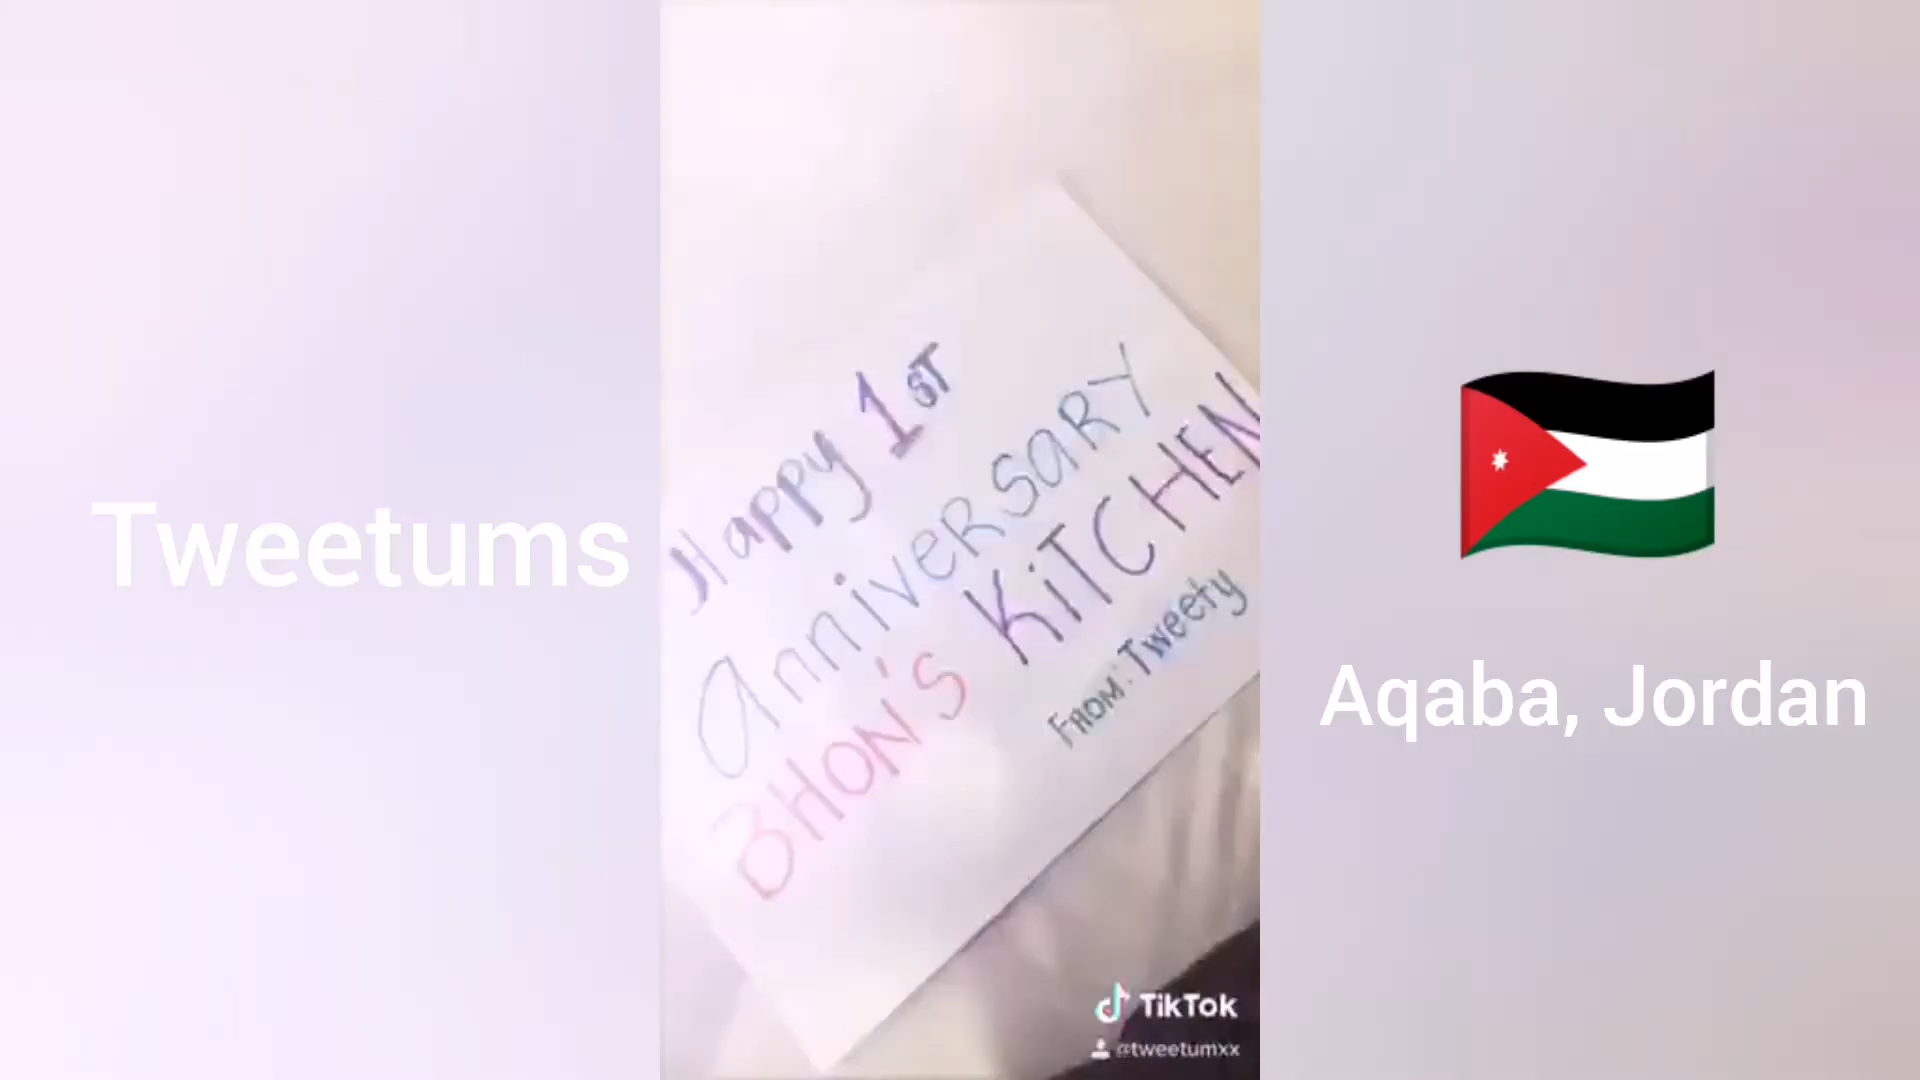 Tweetums
Happy 1ST
anniversary
BHON'S KiTCHEN
FROM: Tweety
TikTok
@tweetumxx
Aqaba, Jordan